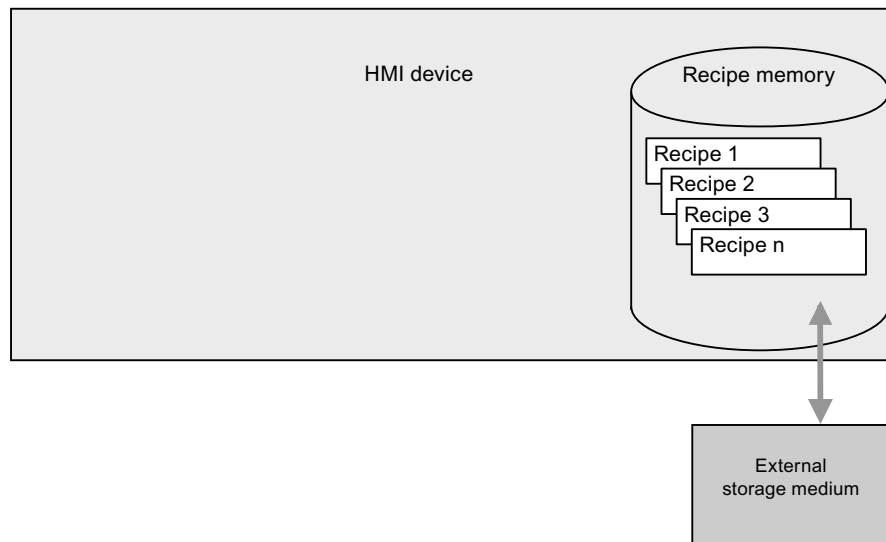 HMI device
Recipe memory
Recipe 1
Recipe 2
Recipe 3
Recipe n
External
storage medium